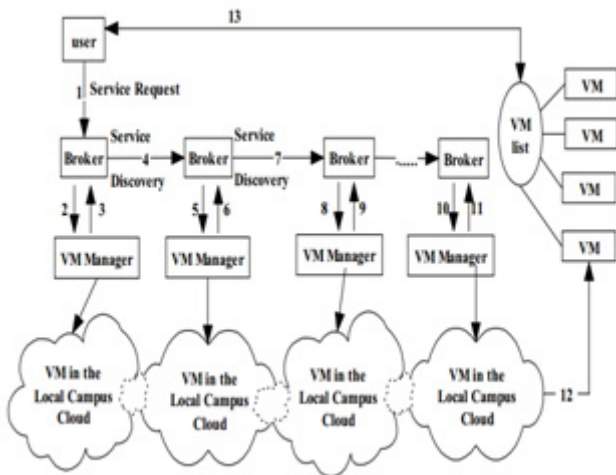 13
user
1 Service Request
Service
Service
Broker
4
Broker
7
Broker
......
Broker
Discovery
Discovery
VM
list
VM
VM
VM
VM
2
3
5
6
8
9
10
11
VM Manager
VM Manager
VM Manager
VM Manager
VM in the
Local Campus
Cloud
VM in the
Local Campus
Cloud
VM in the
Local Campus
Cloud
VM in the
Local Campus
Cloud
12